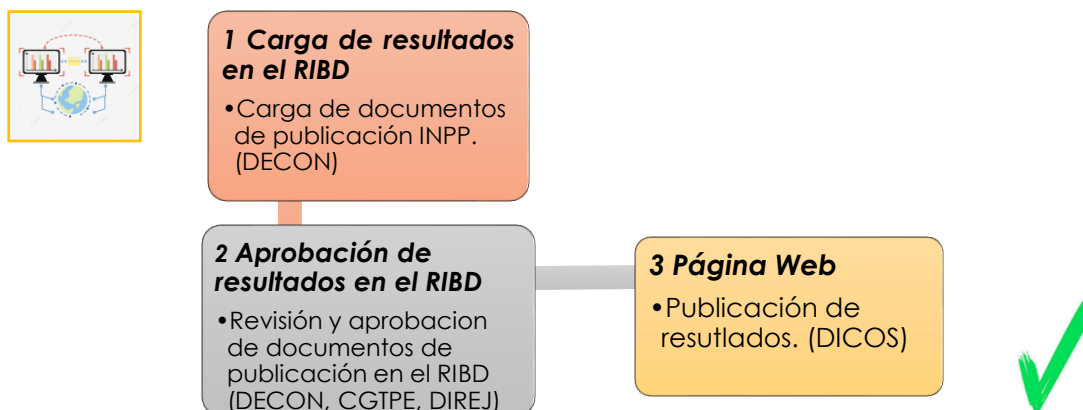 1 Carga de resultados
en el RIBD
•Carga de documentos
de publicación INPP.
(DECON)
2 Aprobación de
resultados en el RIBD
•Revisión y aprobacion
de documentos de
publicación en el RIBD
(DECON, CGTPE, DIREJ)
3 Página Web
•Publicación de
resutlados. (DICOS)